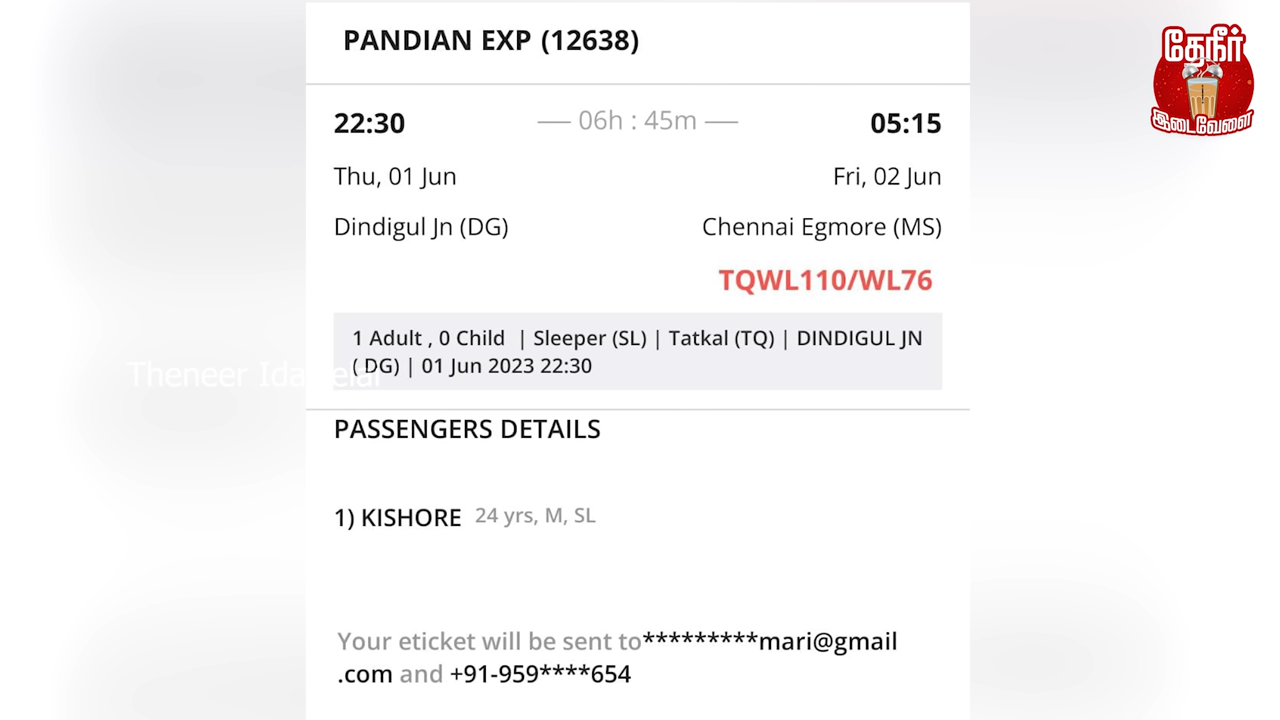 PANDIAN EXP (12638)
தேநீர்
இடைவேளை
22:30 06h : 45m 05:15
Thu, 01 Jun Fri, 02 Jun
Dindigul Jn (DG) Chennai Egmore (MS)
TQWL110/WL76
1 Adult , 0 Child | Sleeper (SL) | Tatkal (TQ) | DINDIGUL JN
( DG) | 01 Jun 2023 22:30
Theneer Idaivelai
PASSENGERS DETAILS
1) KISHORE 24 yrs, M, SL
Your eticket will be sent to*********mari@gmail
.com and +91-959****654